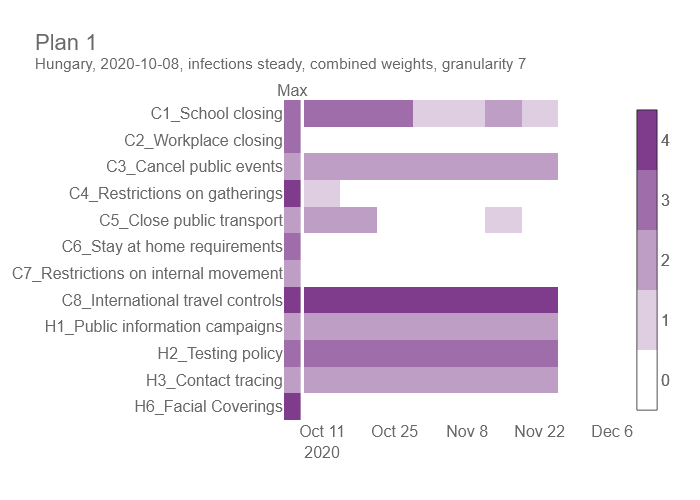 Plan 1
Hungary, 2020-10-08, infections steady, combined weights, granularity 7
Max
C1_School closing
C2_Workplace closing
C3_Cancel public events
C4_Restrictions on gatherings
C5_Close public transport
C6_Stay at home requirements
C7_Restrictions on internal movement
C8_International travel controls
H1_Public information campaigns
H2_Testing policy
H3_Contact tracing
H6_Facial Coverings
4
3
2
1
0
Oct 11 Oct 25 Nov 8 Nov 22 Dec 6
2020